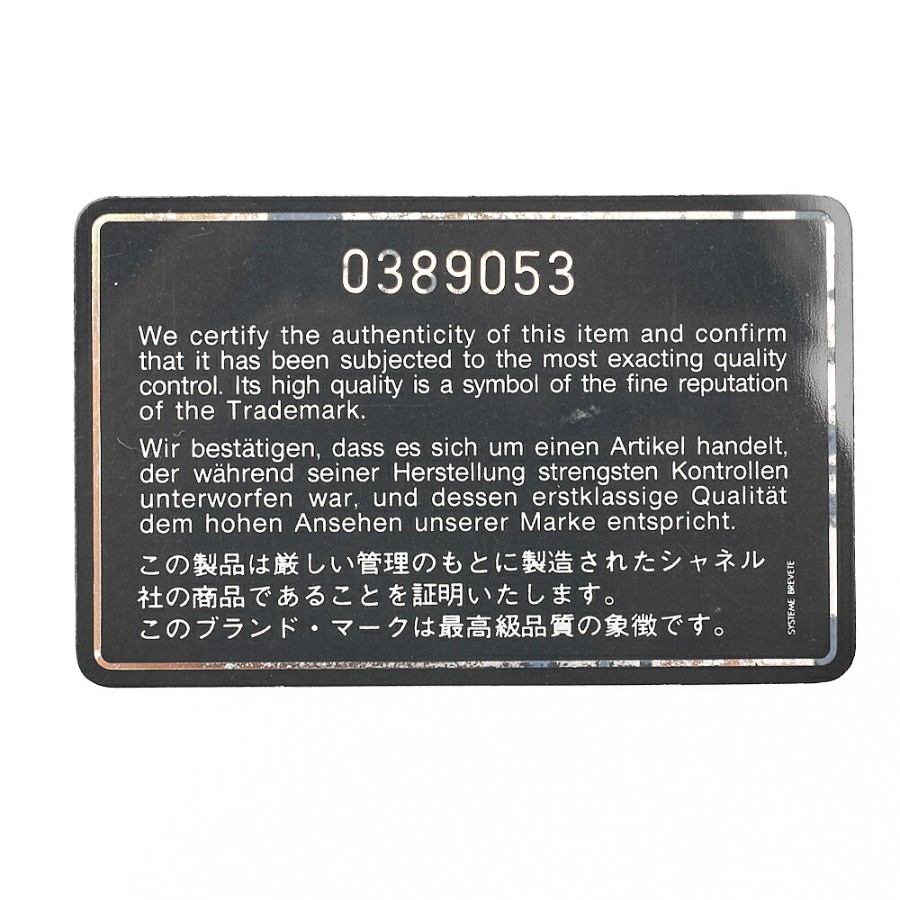 0389053
We certify the authenticity of this item and confirm
that it has been subjected to the most exacting quality
control. Its high quality is a symbol of the fine reputation
of the Trademark.
Wir bestätigen, dass es sich um einen Artikel handelt,
der während seiner Herstellung strengsten Kontrollen
unterworfen war, und dessen erstklassige Qualität
dem hohen Ansehen unserer Marke entspricht.
この製品は厳しい管理のもとに製造されたシャネル
社の商品であることを証明いたします。
このブランド・マークは最高級品質の象徴です。
SYSTEME BREVETE